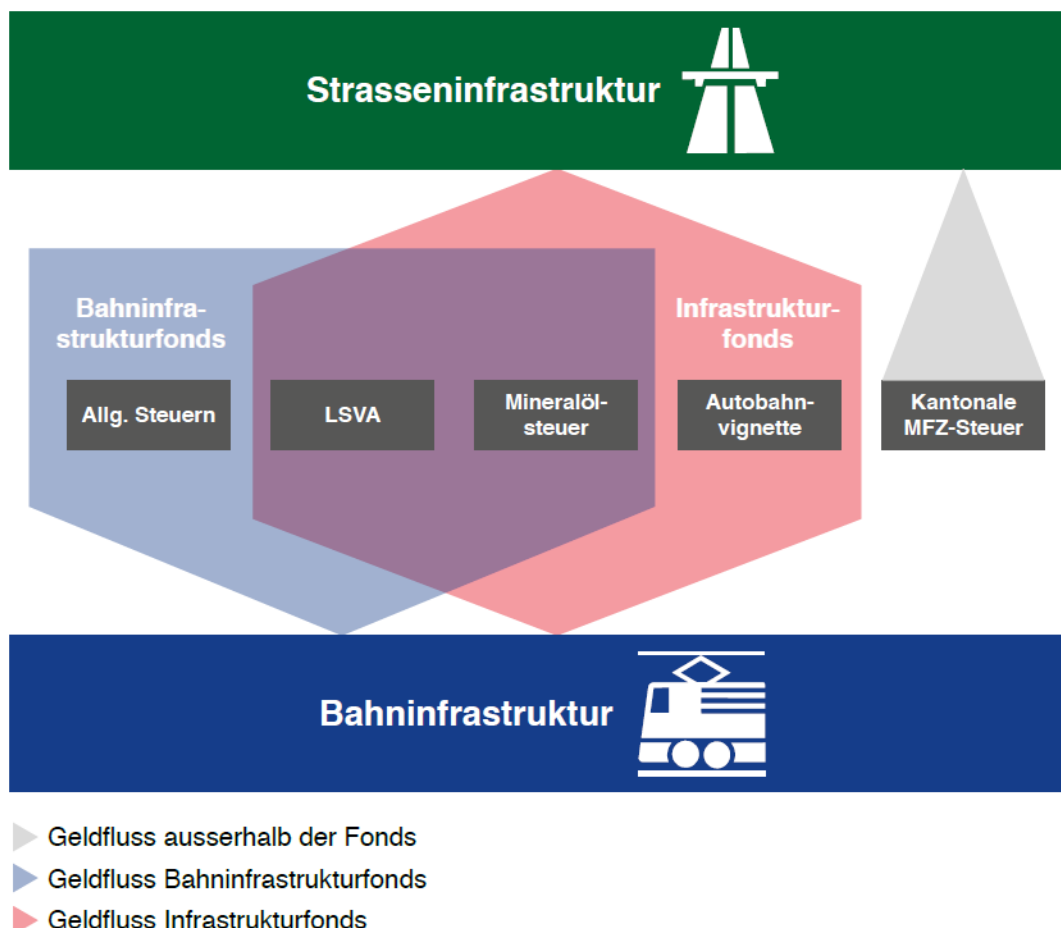 Strasseninfrastruktur
Bahninfra-
strukturfonds
Infrastruktur-
fonds
Allg. Steuern
LSVA
Mineralöl-
steuer
Autobahn-
vignette
Kantonale
MFZ-Steuer
Bahninfrastruktur
Geldfluss ausserhalb der Fonds
Geldfluss Bahninfrastrukturfonds
Geldfluss Infrastrukturfonds